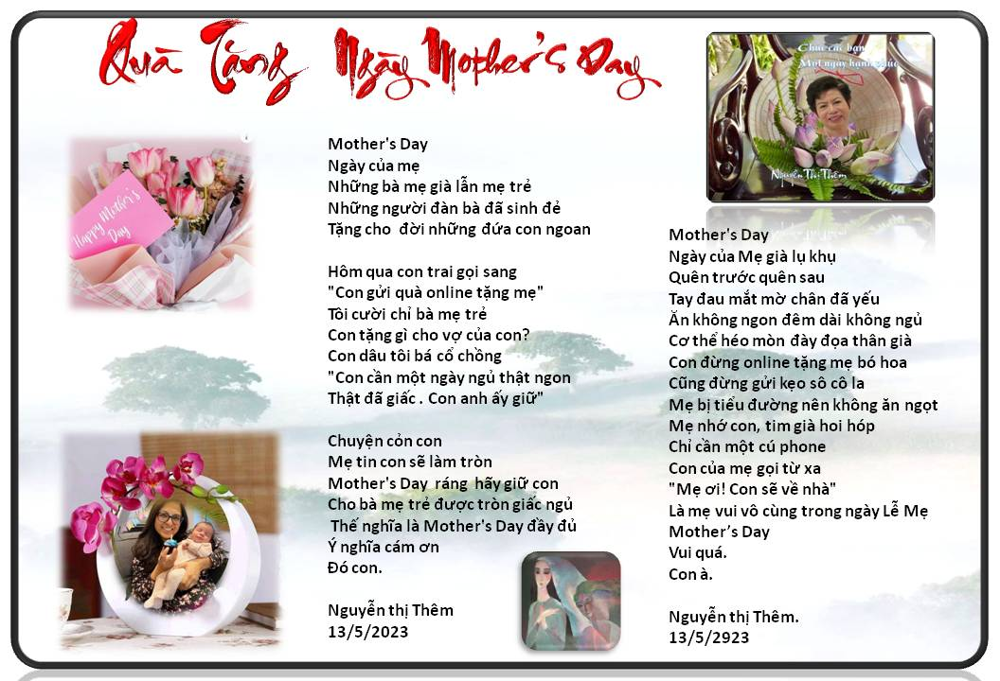 Quà Tặng Ngày Mother's Day
Chúc các bạn
Một ngày hạnh phúc
Nguyễn Thị Thêm
Happy Mother's
Day
Mother's Day
Ngày của mẹ
Những bà mẹ già lẫn mẹ trẻ
Những người đàn bà đã sinh đẻ
Tặng cho đời những đứa con ngoan
Hôm qua con trai gọi sang
"Con gửi quà online tặng mẹ"
Tôi cười chỉ bà mẹ trẻ
Con tặng gì cho vợ của con?
Con dâu tôi bá cổ chồng
"Con cần một ngày ngủ thật ngon
Thật đã giấc . Con anh ấy giữ"
Chuyện cỏn con
Mẹ tin con sẽ làm tròn
Mother's Day ráng hãy giữ con
Cho bà mẹ trẻ được tròn giấc ngủ
Thế nghĩa là Mother's Day đầy đủ
Ý nghĩa cám ơn
Đó con.
Nguyễn thị Thêm
13/5/2023
Mother's Day
Ngày của Mẹ già lụ khụ
Quên trước quên sau
Tay đau mắt mờ chân đã yếu
Ăn không ngon đêm dài không ngủ
Cơ thể héo mòn đày đọa thân già
Con đừng online tặng mẹ bó hoa
Cũng đừng gửi kẹo sô cô la
Mẹ bị tiểu đường nên không ăn ngọt
Mẹ nhớ con, tim già hoi hóp
Chỉ cần một cú phone
Con của mẹ gọi từ xa
"Mẹ ơi! Con sẽ về nhà"
Là mẹ vui vô cùng trong ngày Lễ Mẹ
Mother’s Day
Vui quá.
Con à.
Nguyễn thị Thêm.
13/5/2923